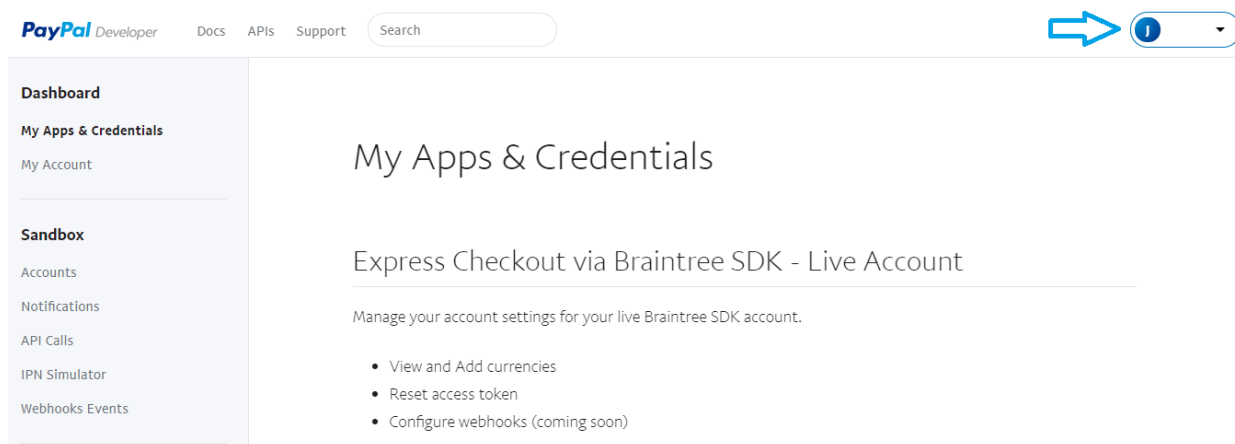 PayPal Developer Docs APIs Support Search J
Dashboard
My Apps & Credentials
My Account
Sandbox
Accounts
Notifications
API Calls
IPN Simulator
Webhooks Events
My Apps & Credentials
Express Checkout via Braintree SDK - Live Account
Manage your account settings for your live Braintree SDK account.
• View and Add currencies
• Reset access token
• Configure webhooks (coming soon)